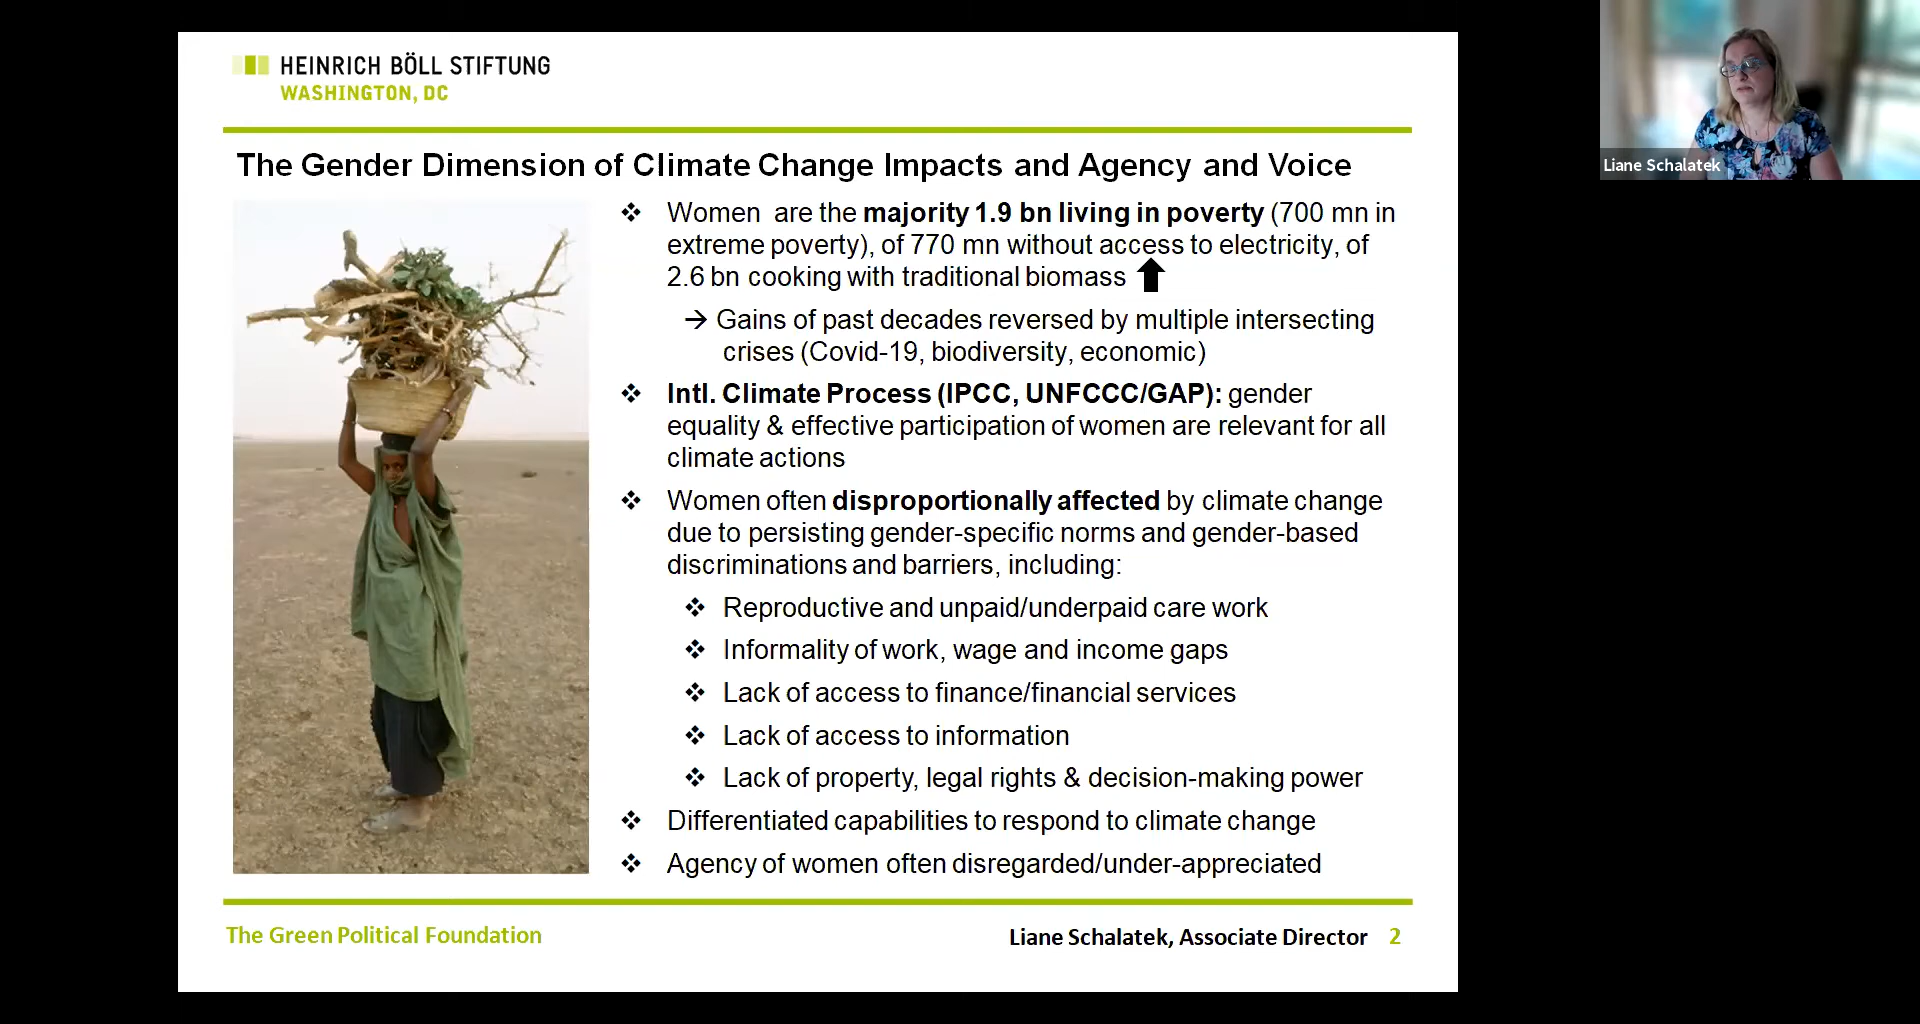 HEINRICH BÖLL STIFTUNG
WASHINGTON, DC
The Gender Dimension of Climate Change Impacts and Agency and Voice
❖ Women are the majority 1.9 bn living in poverty (700 mn in
extreme poverty), of 770 mn without access to electricity, of
2.6 bn cooking with traditional biomass
→ Gains of past decades reversed by multiple intersecting
crises (Covid-19, biodiversity, economic)
❖ Intl. Climate Process (IPCC, UNFCCC/GAP): gender
equality & effective participation of women are relevant for all
climate actions
❖ Women often disproportionally affected by climate change
due to persisting gender-specific norms and gender-based
discriminations and barriers, including:
❖ Reproductive and unpaid/underpaid care work
❖ Informality of work, wage and income gaps
❖ Lack of access to finance/financial services
❖ Lack of access to information
❖ Lack of property, legal rights & decision-making power
❖ Differentiated capabilities to respond to climate change
❖ Agency of women often disregarded/under-appreciated
The Green Political Foundation
Liane Schalatek, Associate Director 2
Liane Schalatek